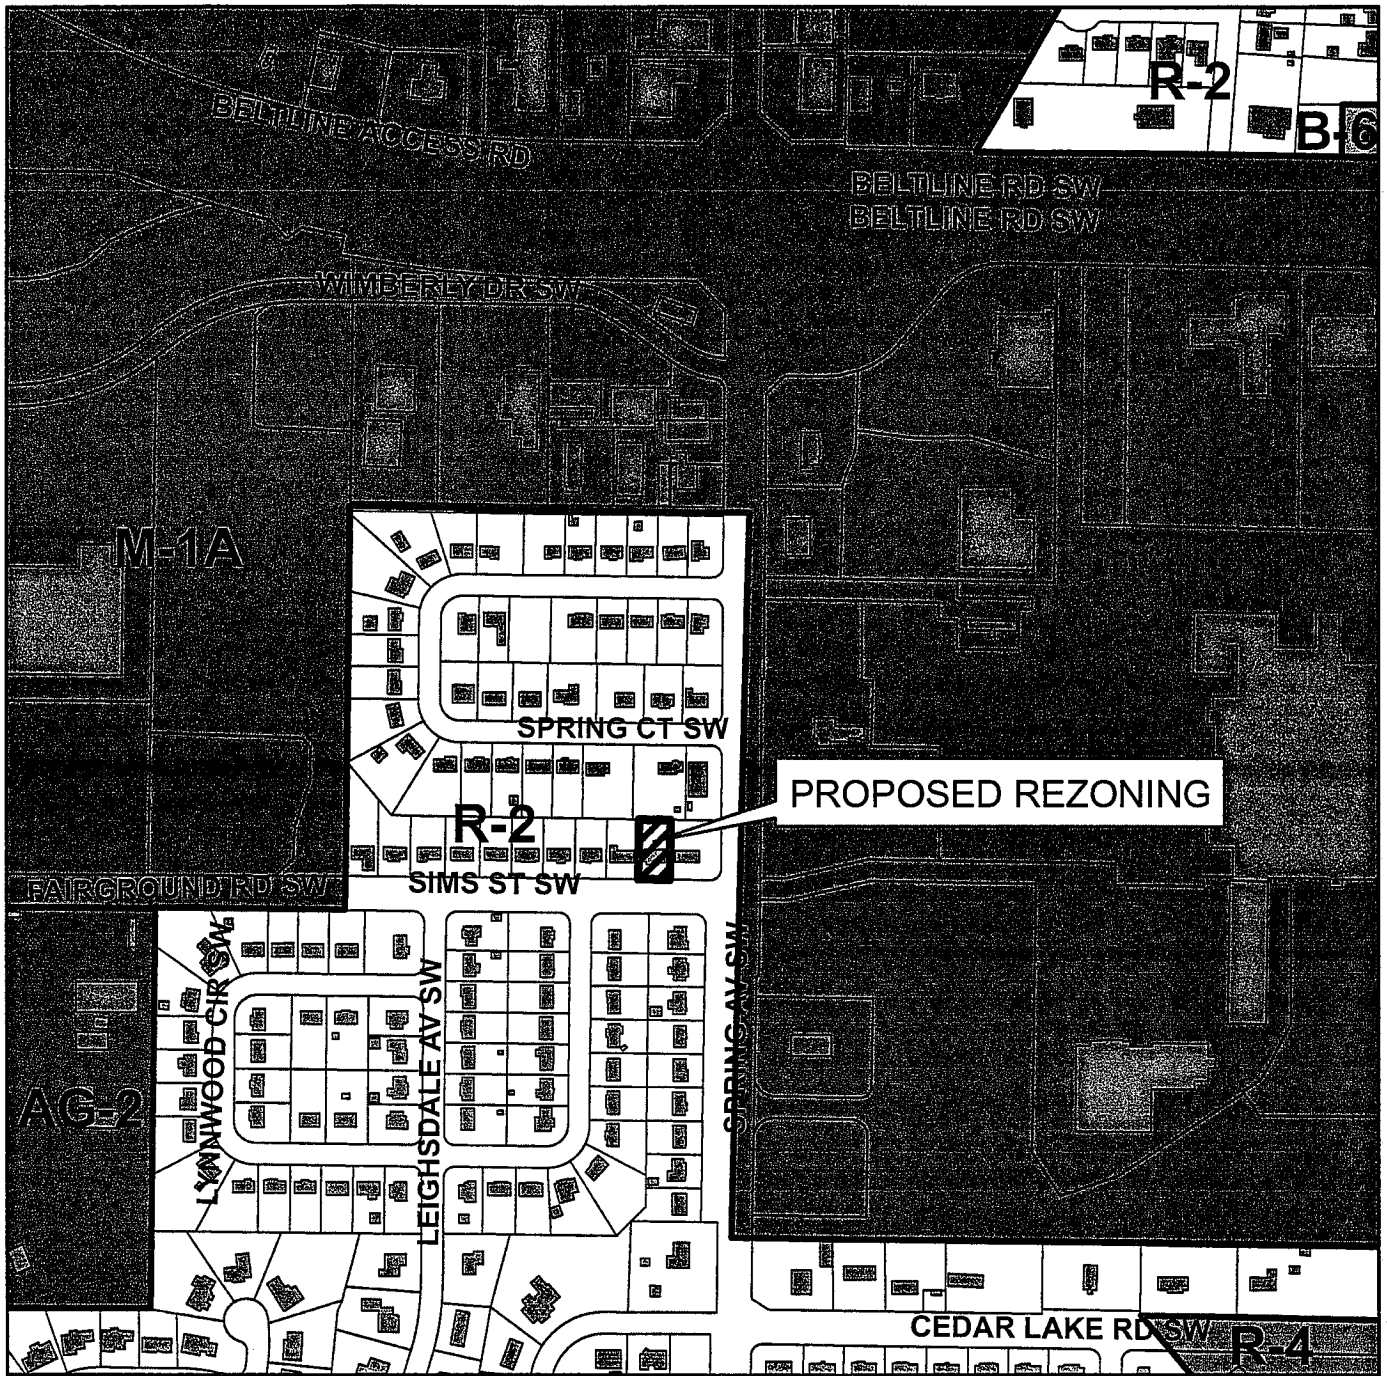 R-2
B-6
BELTLINE ACCESS RD
BELTLINE RD SW
BELTLINE RD SW
WIMBERLY DR SW
M-1A
SPRING CT SW
PROPOSED REZONING
R-2
SIMS ST SW
FAIRGROUND RD SW
LYNNWOOD CIR SW
LEIGHSDALE AV SW
SPRING AV SW
AG-2
CEDAR LAKE RD SW
R-4